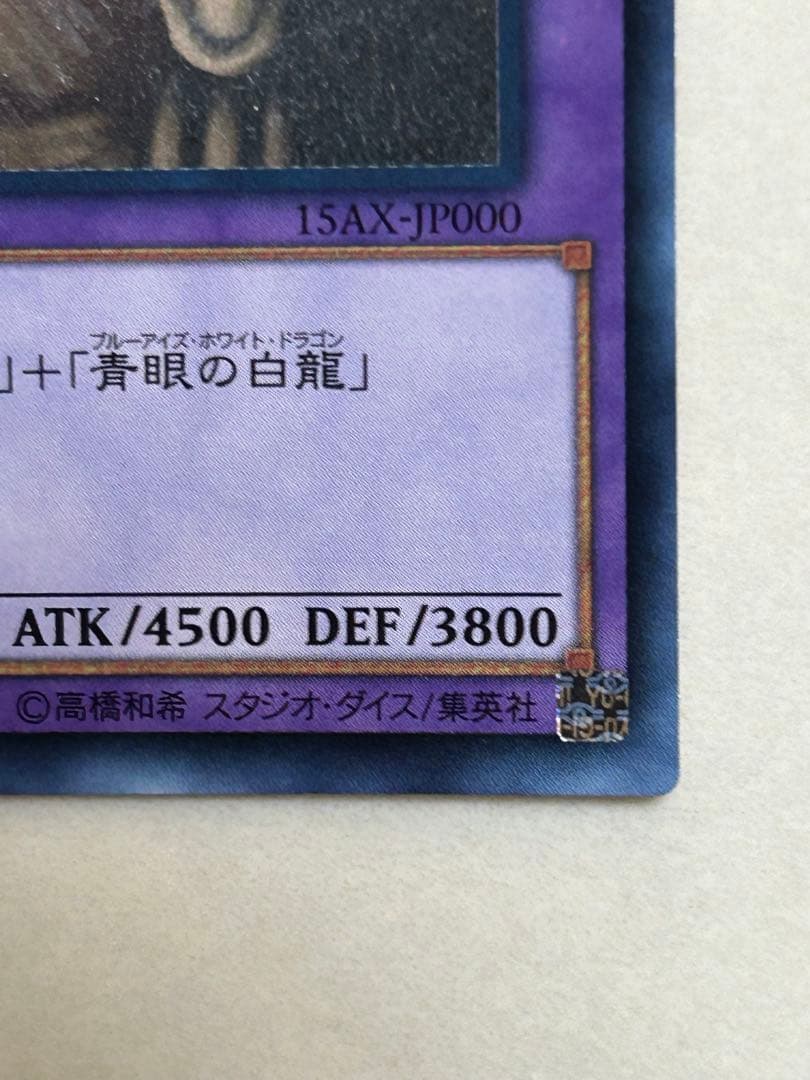 15AX-JP000
ブルーアイズ・ホワイト・ドラゴン
」+「青眼の白龍」
ATK/4500 DEF/3800
©高橋和希 スタジオ・ダイス/集英社